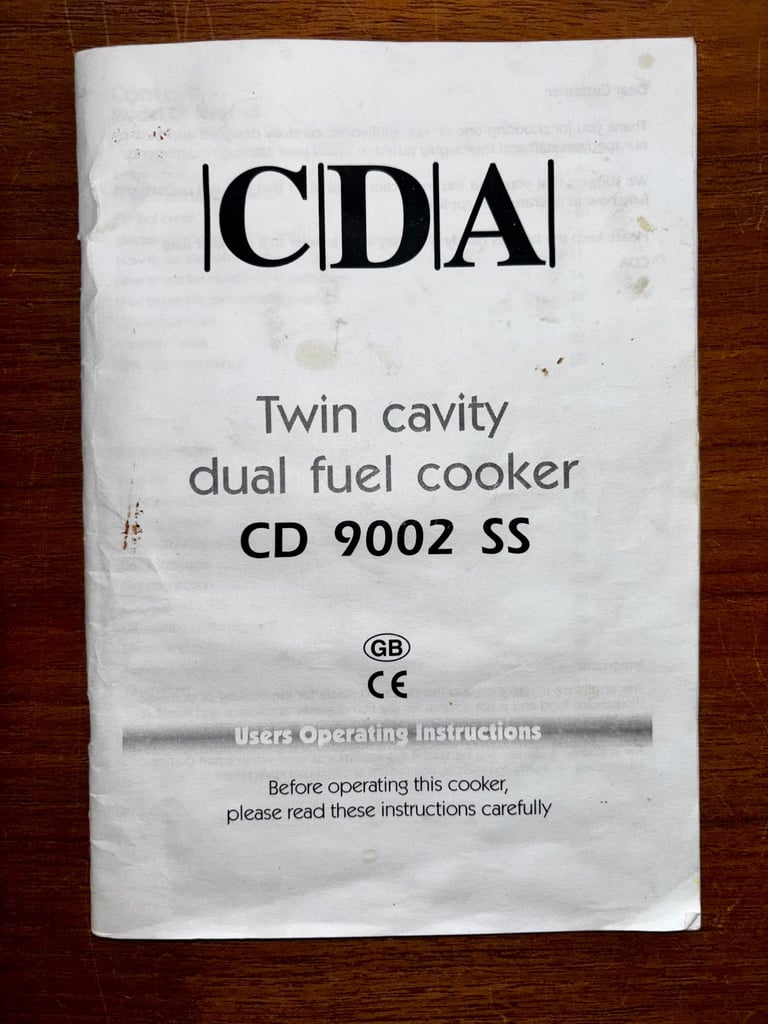 CDA
Twin cavity
dual fuel cooker
CD 9002 SS
GB
CE
Users Operating Instructions
Before operating this cooker,
please read these instructions carefully